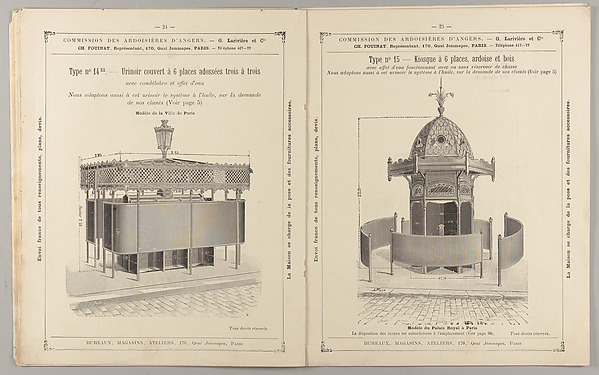 — 24 —
COMMISSION DES ARDOISIÈRES D'ANGERS. — G. Larivière et Cie
CH. FOUINAT, Représentant, 170, Quai Jemmapes, PARIS. — Téléphone 417-77
Type nº 14 bis. — Urinoir couvert à 6 places adossées trois à trois
avec candélabre et effet d'eau
Nous adaptons aussi à cet urinoir le système à l'huile, sur la demande
de nos clients (Voir page 5)
Modèle de la Ville de Paris
Envoi franco de tous renseignements, plans, devis.
La Maison se charge de la pose et des fournitures accessoires.
Tous droits réservés.
BUREAUX, MAGASINS, ATELIERS, 170, Quai Jemmapes, Paris
— 25 —
COMMISSION DES ARDOISIÈRES D'ANGERS. — G. Larivière et Cie
CH. FOUINAT, Représentant, 170, Quai Jemmapes, PARIS. — Téléphone 417-77
Type nº 15 — Kiosque à 6 places, ardoise et bois
avec effet d'eau fonctionnant avec ou sans réservoir de chasse
Nous adaptons à cet urinoir le système à l'huile, sur la demande de nos clients (Voir page 5)
Envoi franco de tous renseignements, plans, devis.
La Maison se charge de la pose et des fournitures accessoires.
Modèle du Palais Royal à Paris
La disposition des écrans est subordonnée à l'emplacement (Voir page 98).
Tous droits réservés.
BUREAUX, MAGASINS, ATELIERS, 170, Quai Jemmapes, Paris